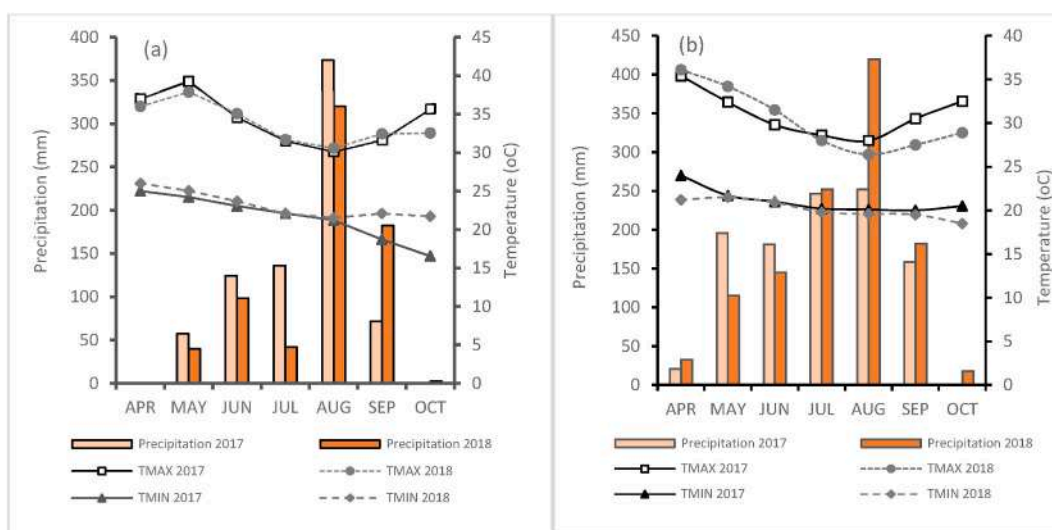 (a)
Precipitation (mm)
400
350
300
250
200
150
100
50
0
45
40
35
30
25
20
15
10
5
0
Temperature (oC)
APR MAY JUN JUL AUG SEP OCT
Precipitation 2017 Precipitation 2018
TMAX 2017 TMAX 2018
TMIN 2017 TMIN 2018
(b)
Precipitation (mm)
450
400
350
300
250
200
150
100
50
0
40
35
30
25
20
15
10
5
0
Temperature (oC)
APR MAY JUN JUL AUG SEP OCT
Precipitation 2017 Precipitation 2018
TMAX 2017 TMAX 2018
TMIN 2017 TMIN 2018